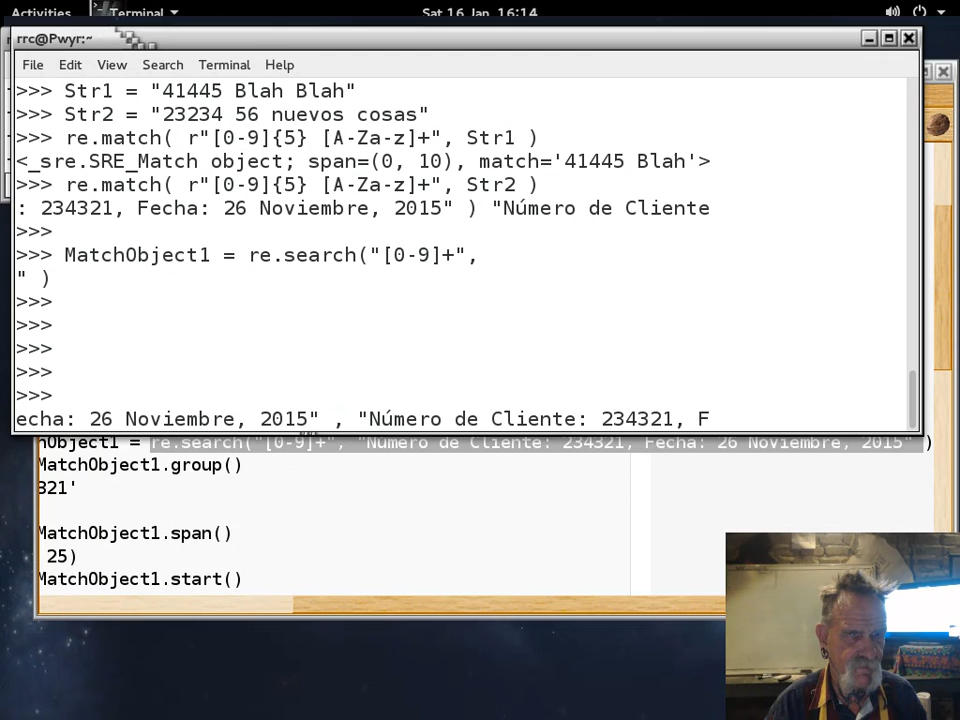 Activities Terminal Sat 16 Jan, 16:14
rrc@Pwyr:~
File Edit View Search Terminal Help
>>> Str1 = "41445 Blah Blah"
>>> Str2 = "23234 56 nuevos cosas"
>>> re.match( r"[0-9]{5} [A-Za-z]+", Str1 )
<_sre.SRE_Match object; span=(0, 10), match='41445 Blah'>
>>> re.match( r"[0-9]{5} [A-Za-z]+", Str2 )
: 234321, Fecha: 26 Noviembre, 2015" ) "Número de Cliente
>>>
>>> MatchObject1 = re.search("[0-9]+",
" )
>>>
>>>
>>>
>>>
>>>
echa: 26 Noviembre, 2015" , "Número de Cliente: 234321, F
hObject1 = re.search("[0-9]+", "Número de Cliente: 234321, Fecha: 26 Noviembre, 2015" )
MatchObject1.group()
321'
MatchObject1.span()
25)
MatchObject1.start()